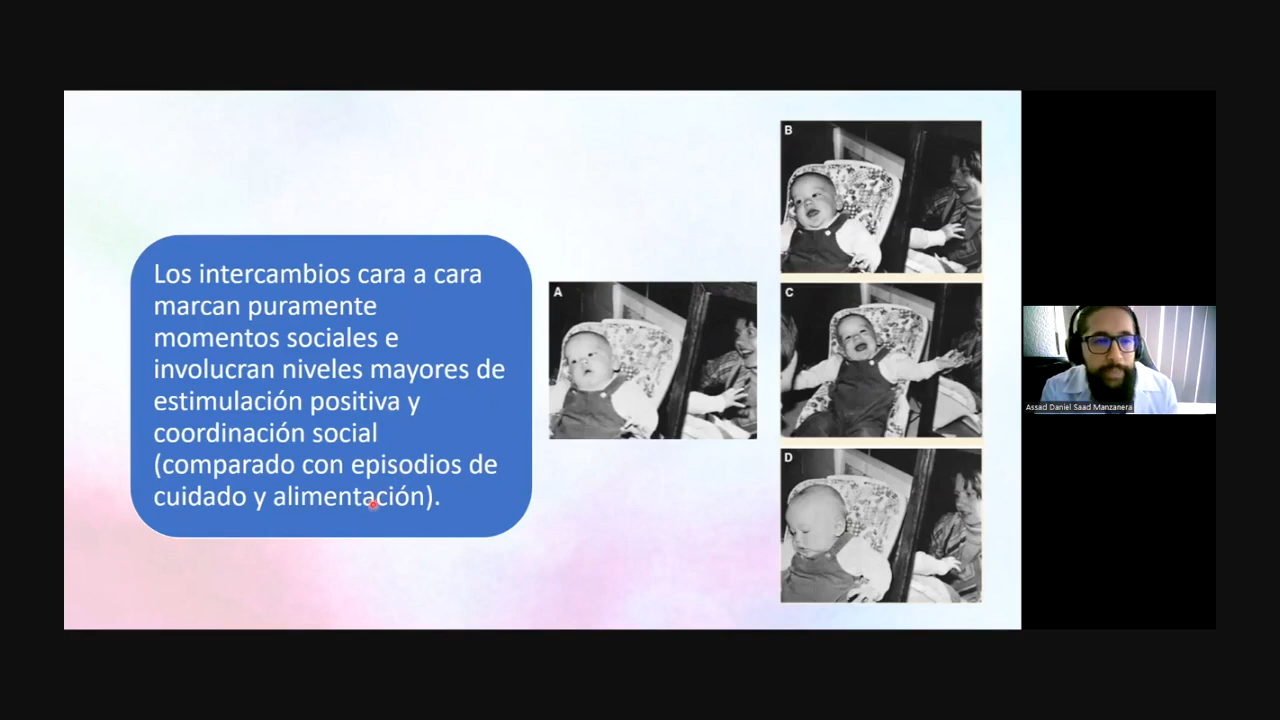 Los intercambios cara a cara
marcan puramente
momentos sociales e
involucran niveles mayores de
estimulación positiva y
coordinación social
(comparado con episodios de
cuidado y alimentación).
A
B
C
D
Assad Daniel Saad Manzanera